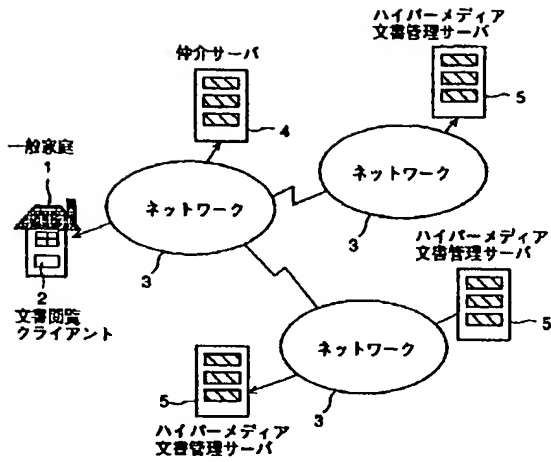 ハイパーメディア
文書管理サーバ
5
仲介サーバ
4
一般家庭
1
ネットワーク
3
ネットワーク
3
2
文書閲覧
クライアント
ハイパーメディア
文書管理サーバ
5
ネットワーク
3
5
ハイパーメディア
文書管理サーバ